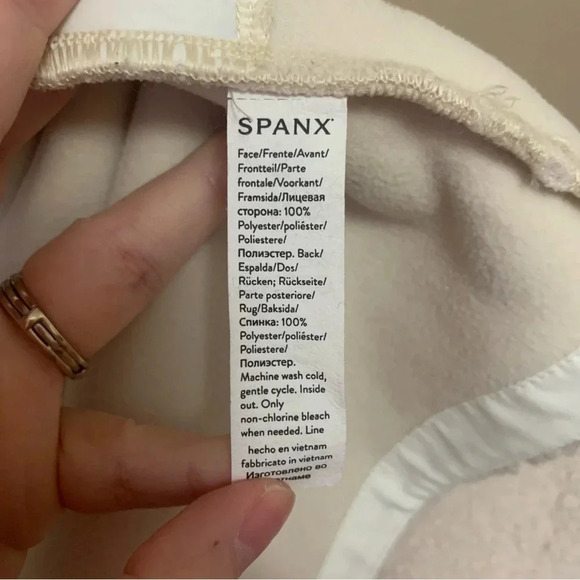 SPANX
Face/Frente/Avant/
Frontteil/Parte
frontale/Voorkant/
Framsida/Лицевая
сторона: 100%
Polyester/poliéster/
Poliestere/
Полиэстер. Back/
Espalda/Dos/
Rücken; Rückseite/
Parte posteriore/
Rug/Baksida/
Спинка: 100%
Polyester/poliéster/
Poliestere/
Полиэстер.
Machine wash cold,
gentle cycle. Inside
out. Only
non-chlorine bleach
when needed. Line
hecho en vietnam
fabbricato in vietnam
Изготовлено во